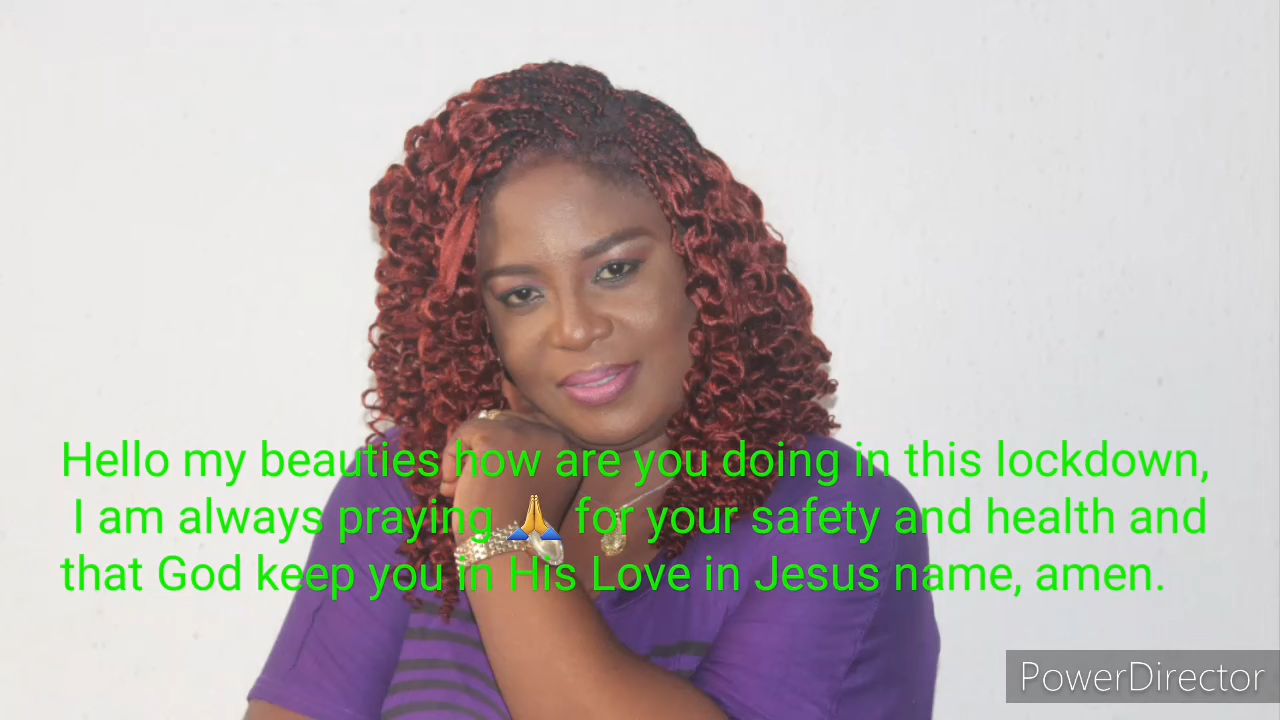 Hello my beauties how are you doing in this lockdown,
I am always praying 🙏 for your safety and health and
that God keep you in His Love in Jesus name, amen.
PowerDirector